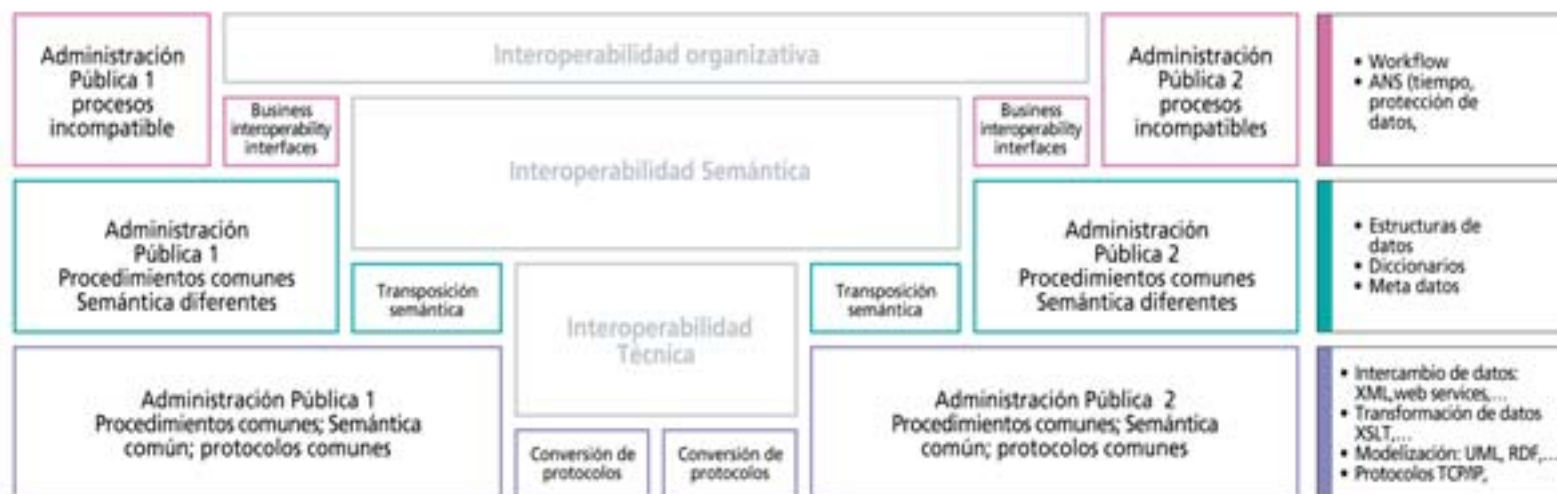 Administración
Pública 1
procesos
incompatible
Interoperabilidad organizativa
Administración
Pública 2
procesos
incompatibles
• Workflow
• ANS (tiempo,
protección de
datos,
Business
interoperability
interfaces
Interoperabilidad Semántica
Business
interoperability
interfaces
Administración
Pública 1
Procedimientos comunes
Semántica diferentes
Administración
Pública 2
Procedimientos comunes
Semántica diferentes
• Estructuras de
datos
• Diccionarios
• Meta datos
Transposición
semántica
Interoperabilidad
Técnica
Transposición
semántica
Administración Pública 1
Procedimientos comunes; Semántica
común; protocolos comunes
Administración Pública 2
Procedimientos comunes; Semántica
común; protocolos comunes
• Intercambio de datos:
XML,web services,...
• Transformación de datos
XSLT,...
• Modelización: UML, RDF,...
• Protocolos TCP/IP,
Conversión de
protocolos
Conversión de
protocolos